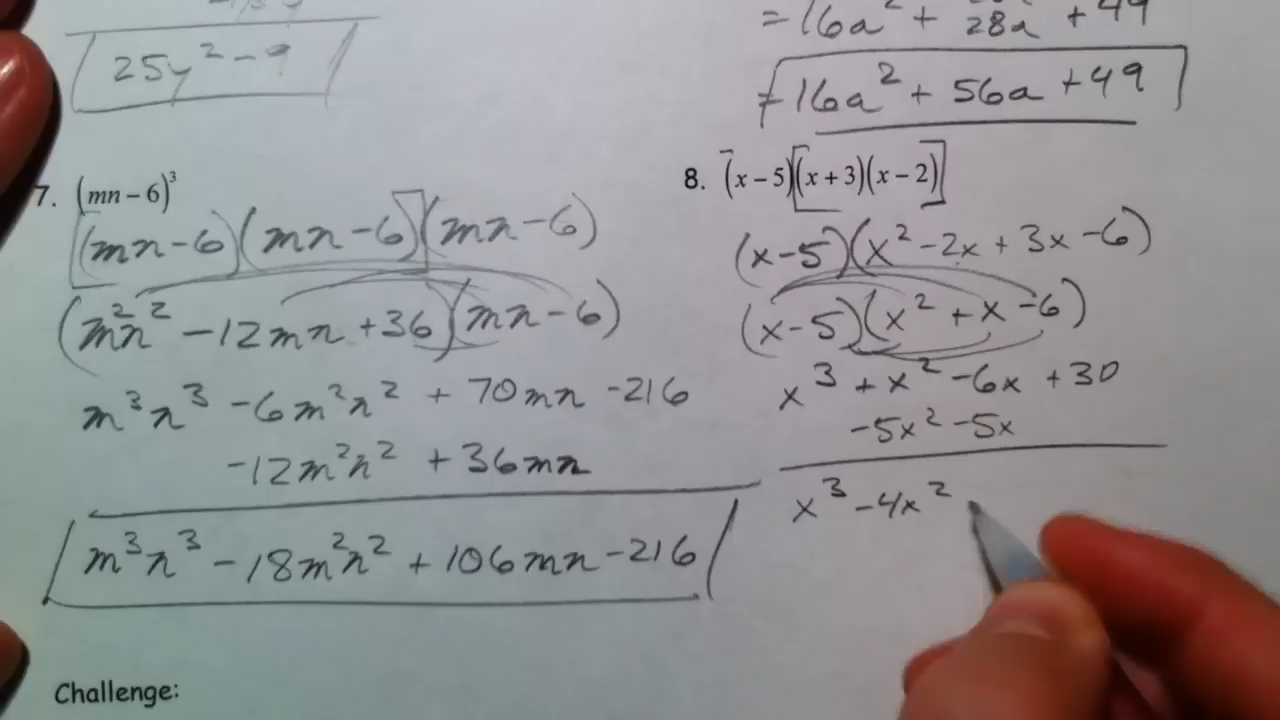 25y² - 9
= 16a² + 28a + 49
= 16a² + 56a + 49
7. (mn – 6)³
[(mn - 6)(mn - 6](mn - 6)
(m²n² - 12mn + 36)(mn - 6)
m³n³ - 6m²n² + 70mn - 216
- 12m²n² + 36mn
m³n³ - 18m²n² + 106mn - 216
8. (x – 5)[(x + 3)(x – 2)]
(x - 5)(x² - 2x + 3x - 6)
(x - 5)(x² + x - 6)
x³ + x² - 6x + 30
- 5x² - 5x
x³ - 4x²
Challenge: